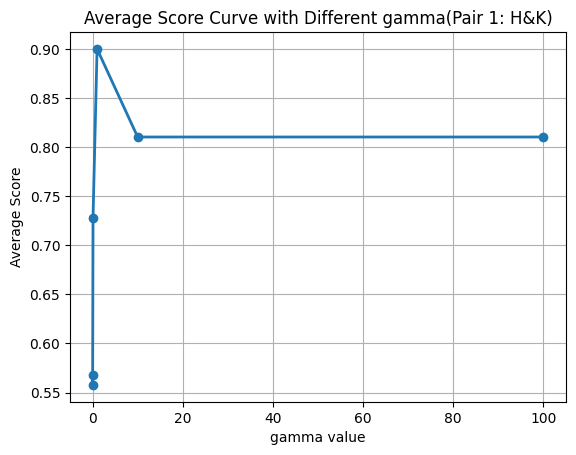 Average Score Curve with Different gamma(Pair 1: H&K)
0.90
0.85
0.80
0.75
0.70
0.65
0.60
0.55
Average Score
0 20 40 60 80 100
gamma value